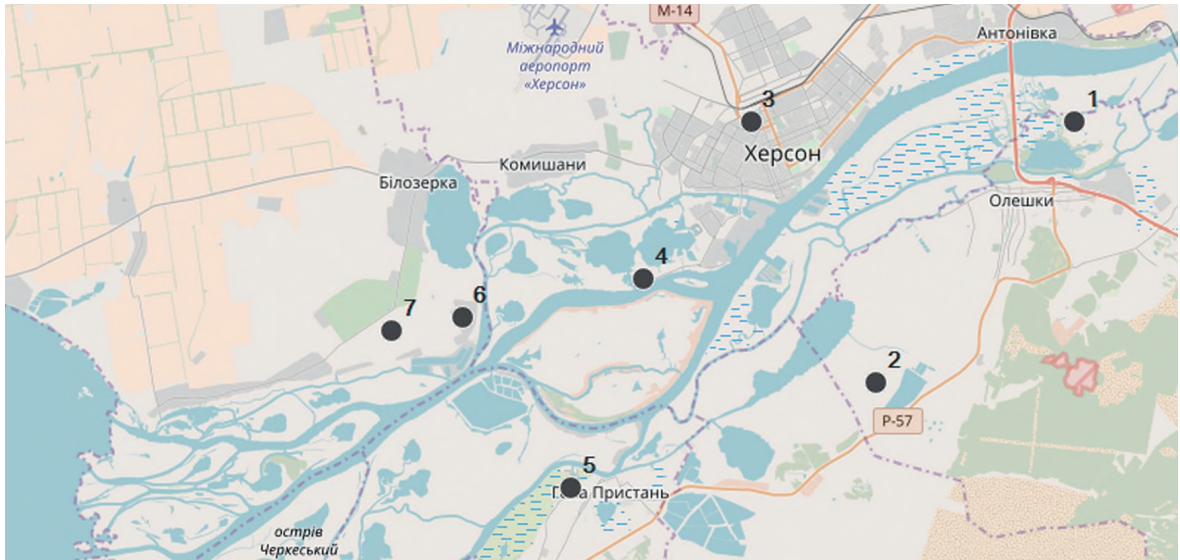 М-14
Антонівка
Міжнародний
аеропорт
«Херсон»
3
1
Херсон
Комишани
Білозерка
Олешки
4
6
7
2
Р-57
5
Гола Пристань
острів
Черкеський